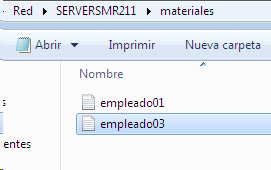 Red ▸ SERVERSMR211 ▸ materiales
Abrir Imprimir Nueva carpeta
Nombre
empleado01
empleado03
s
entes